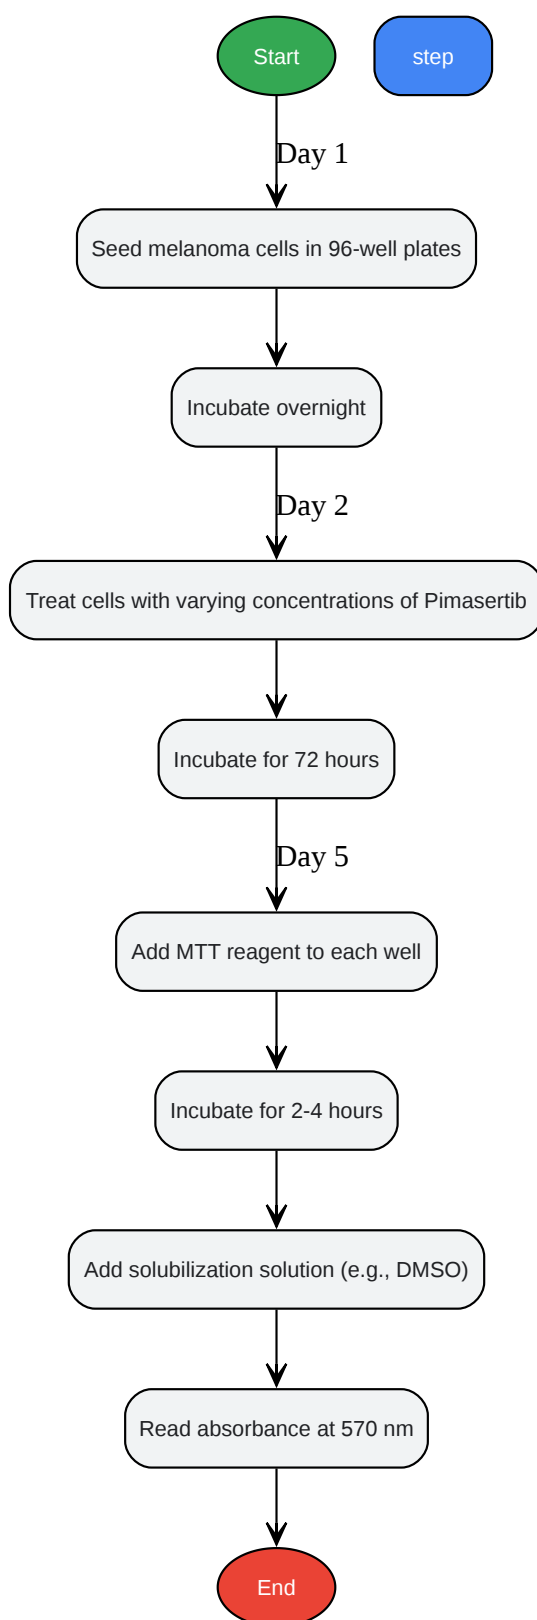 Start
step
Day 1
Seed melanoma cells in 96-well plates
Incubate overnight
Day 2
Treat cells with varying concentrations of Pimasertib
Incubate for 72 hours
Day 5
Add MTT reagent to each well
Incubate for 2-4 hours
Add solubilization solution (e.g., DMSO)
Read absorbance at 570 nm
End